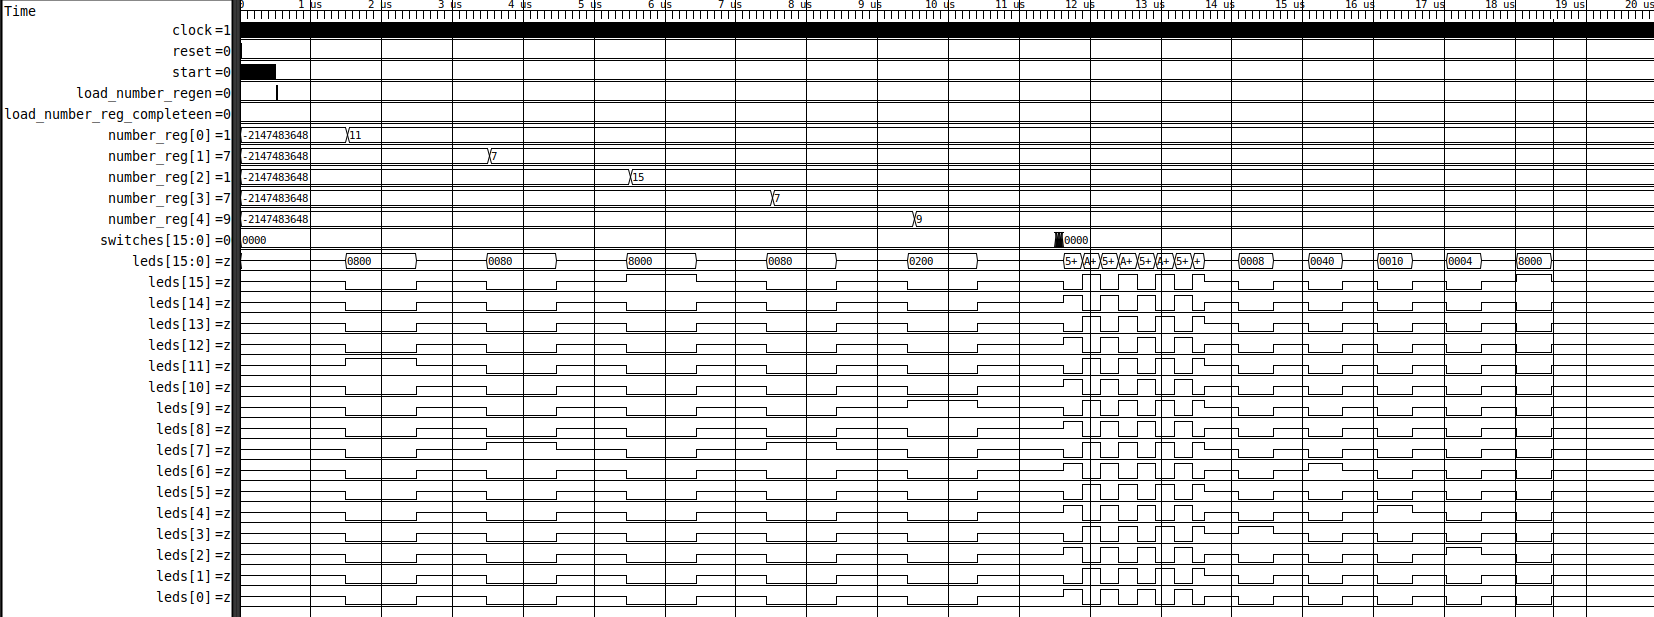 Time
0 1 us 2 us 3 us 4 us 5 us 6 us 7 us 8 us 9 us 10 us 11 us 12 us 13 us 14 us 15 us 16 us 17 us 18 us 19 us 20 us
clock=1
reset=0
start=0
load_number_regen=0
load_number_reg_completeen=0
number_reg[0]=1 -2147483648 11
number_reg[1]=7 -2147483648 7
number_reg[2]=1 -2147483648 15
number_reg[3]=7 -2147483648 7
number_reg[4]=9 -2147483648 9
switches[15:0]=0 0000 0000
leds[15:0]=z 0800 0080 8000 0080 0200 5+ A+ 5+ A+ 5+ A+ 5+ + 0008 0040 0010 0004 8000
leds[15]=z
leds[14]=z
leds[13]=z
leds[12]=z
leds[11]=z
leds[10]=z
leds[9]=z
leds[8]=z
leds[7]=z
leds[6]=z
leds[5]=z
leds[4]=z
leds[3]=z
leds[2]=z
leds[1]=z
leds[0]=z